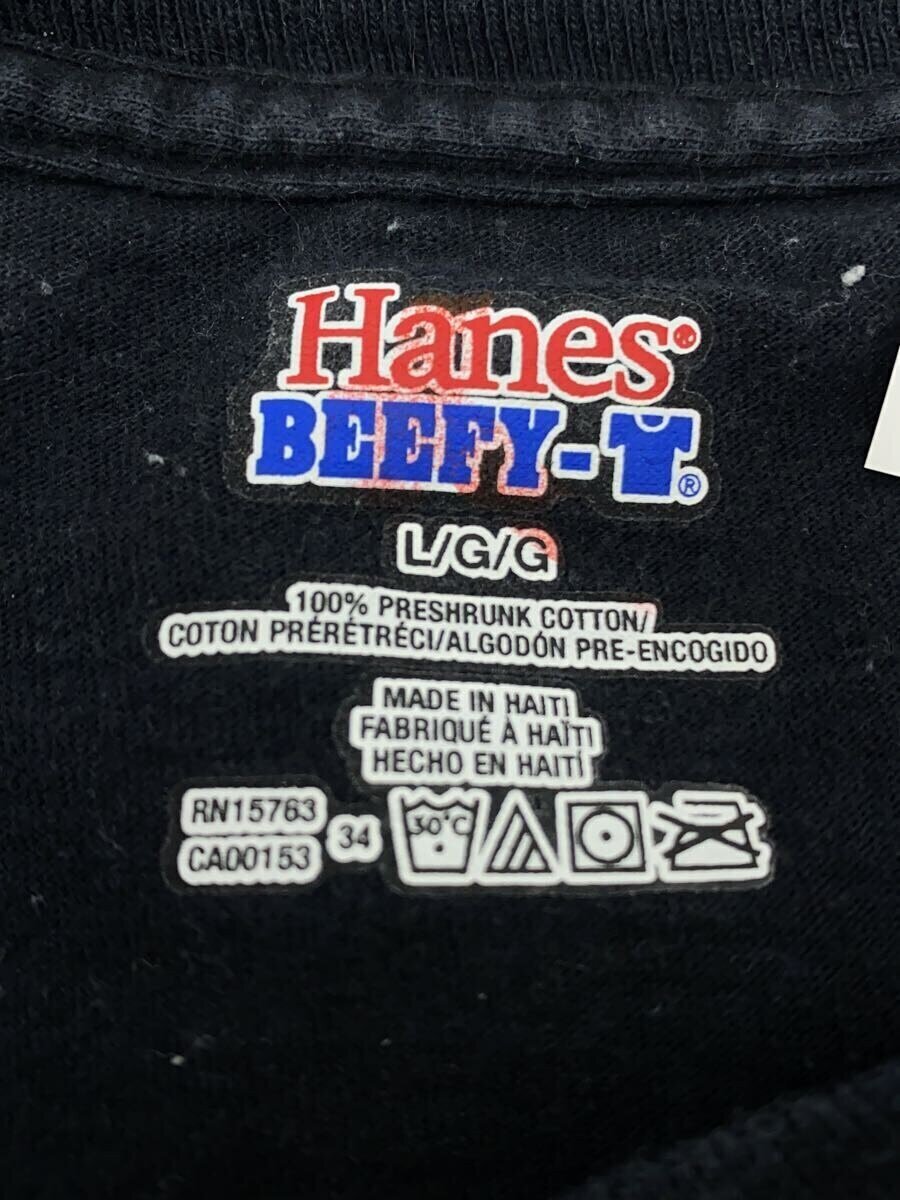 Hanes
BEEFY-T®
L/G/G
100% PRESHRUNK COTTON/
COTON PRÉRÉTRÉCI/ALGODÓN PRE-ENCOGIDO
MADE IN HAITI
FABRIQUÉ À HAÏTI
HECHO EN HAITÍ
RN15763
CA00153
34
30°C